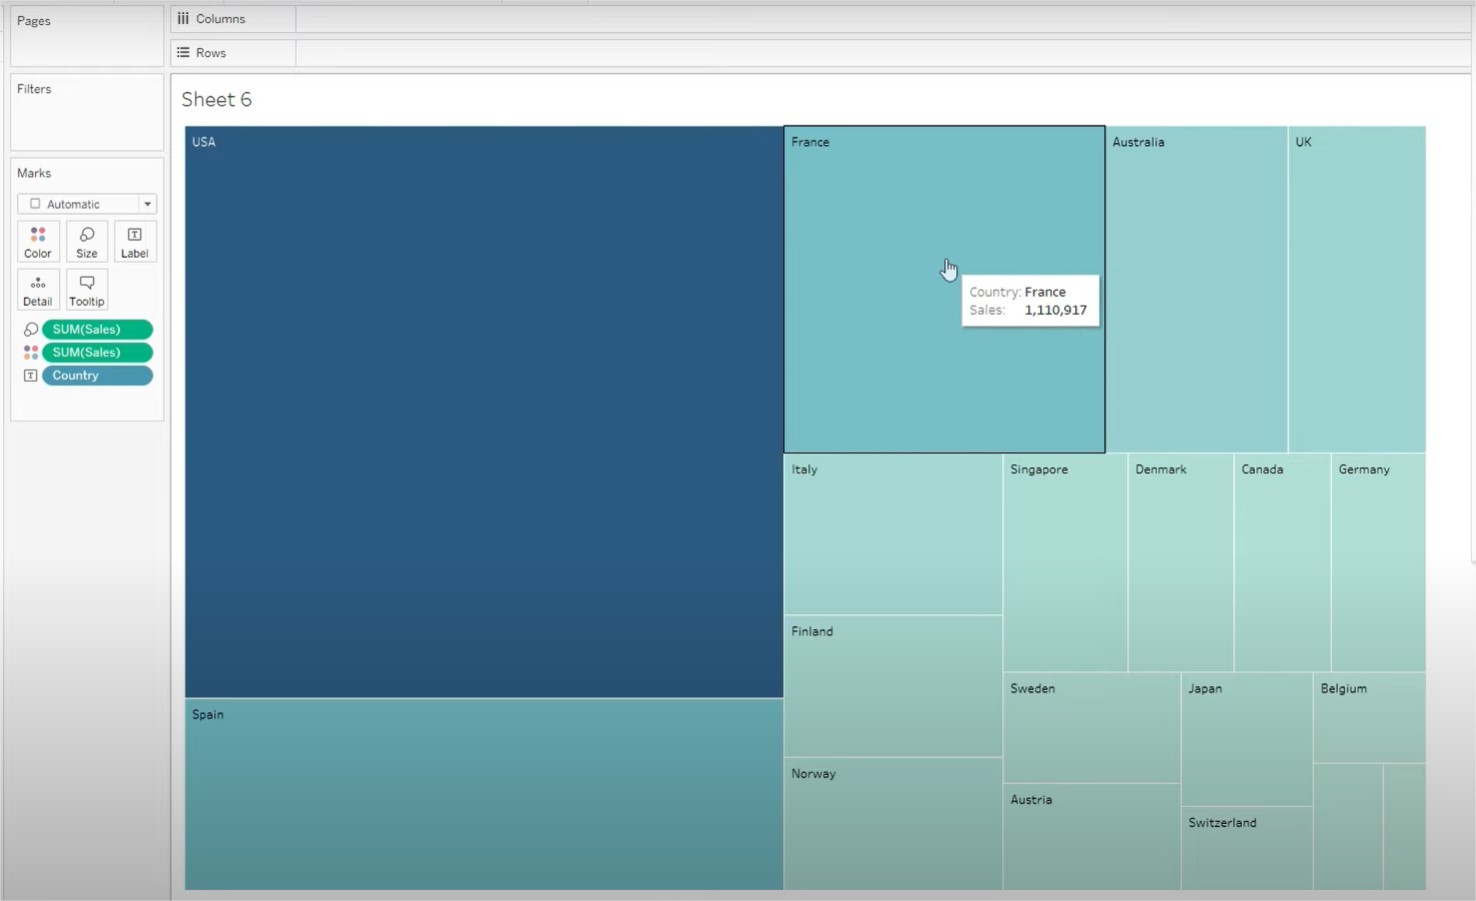 Pages
Columns
Rows
Filters
Sheet 6
Marks
Automatic
Color Size Label
Detail Tooltip
SUM(Sales)
SUM(Sales)
Country
USA
France
Australia
UK
Country: France
Sales: 1,110,917
Italy
Singapore
Denmark
Canada
Germany
Finland
Sweden
Japan
Belgium
Spain
Norway
Austria
Switzerland